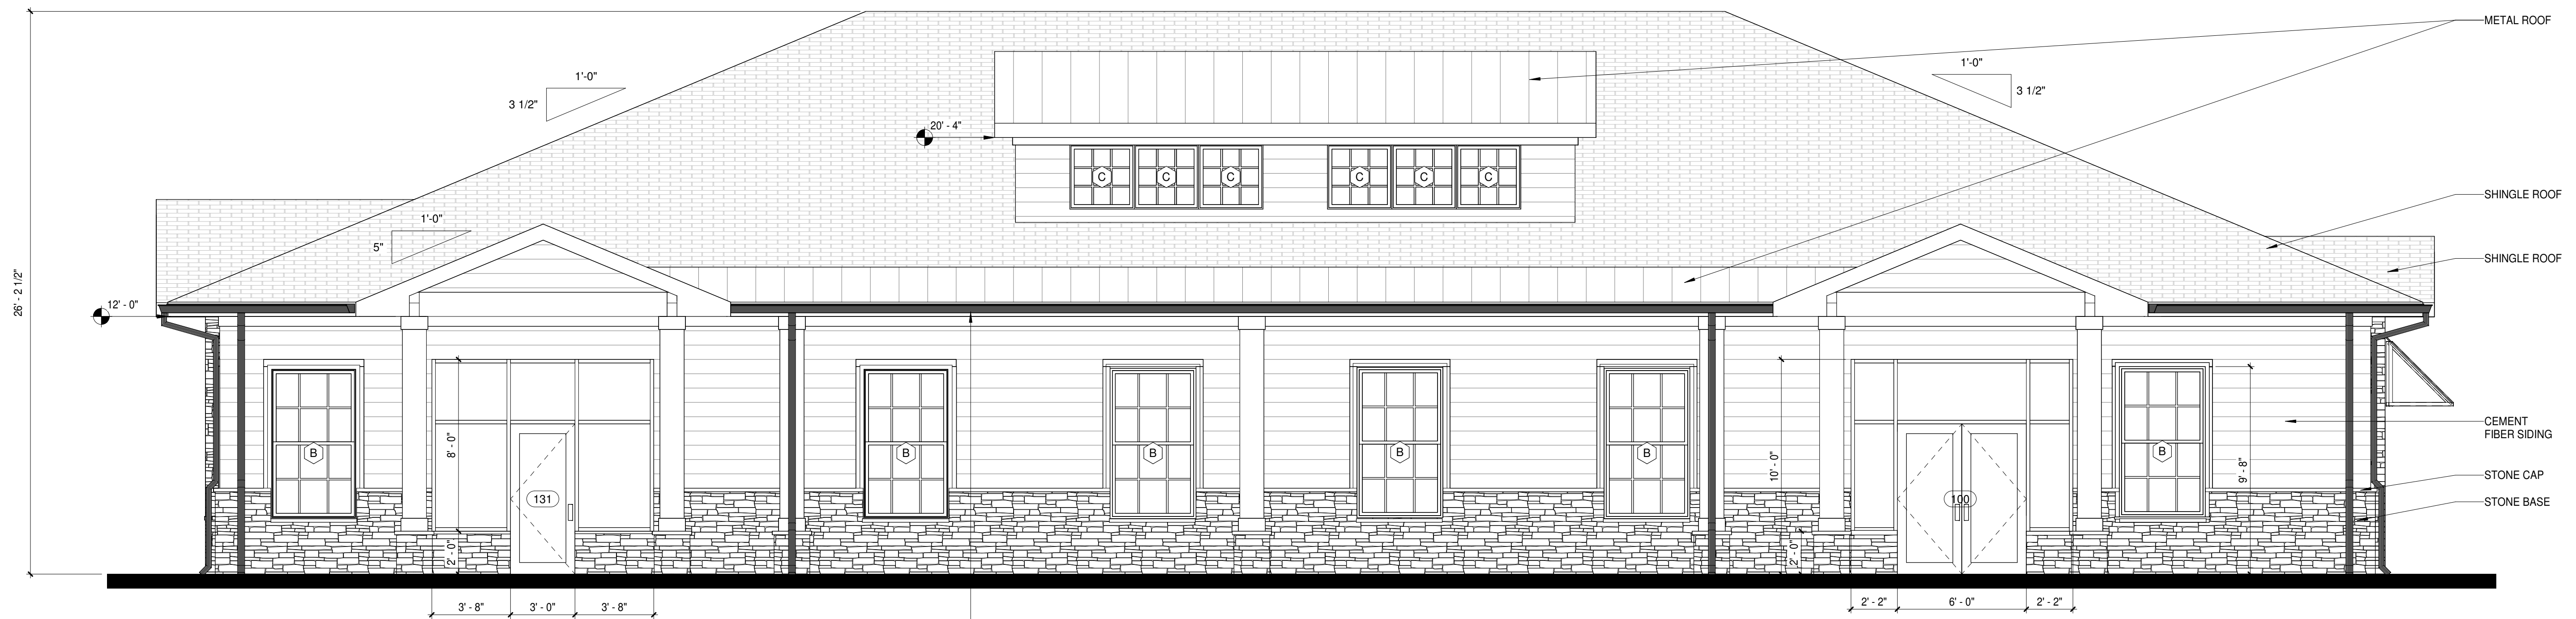 METAL ROOF
1'-0"
3 1/2"
1'-0"
3 1/2"
20' - 4"
C
C
C
C
C
C
SHINGLE ROOF
1'-0"
5"
SHINGLE ROOF
26' - 2 1/2"
12' - 0"
CEMENT
FIBER SIDING
8' - 0"
B
B
B
B
B
B
10' - 0"
9' - 8"
STONE CAP
131
100
STONE BASE
2' - 0"
2' - 0"
3' - 8"
3' - 0"
3' - 8"
2' - 2"
6' - 0"
2' - 2"